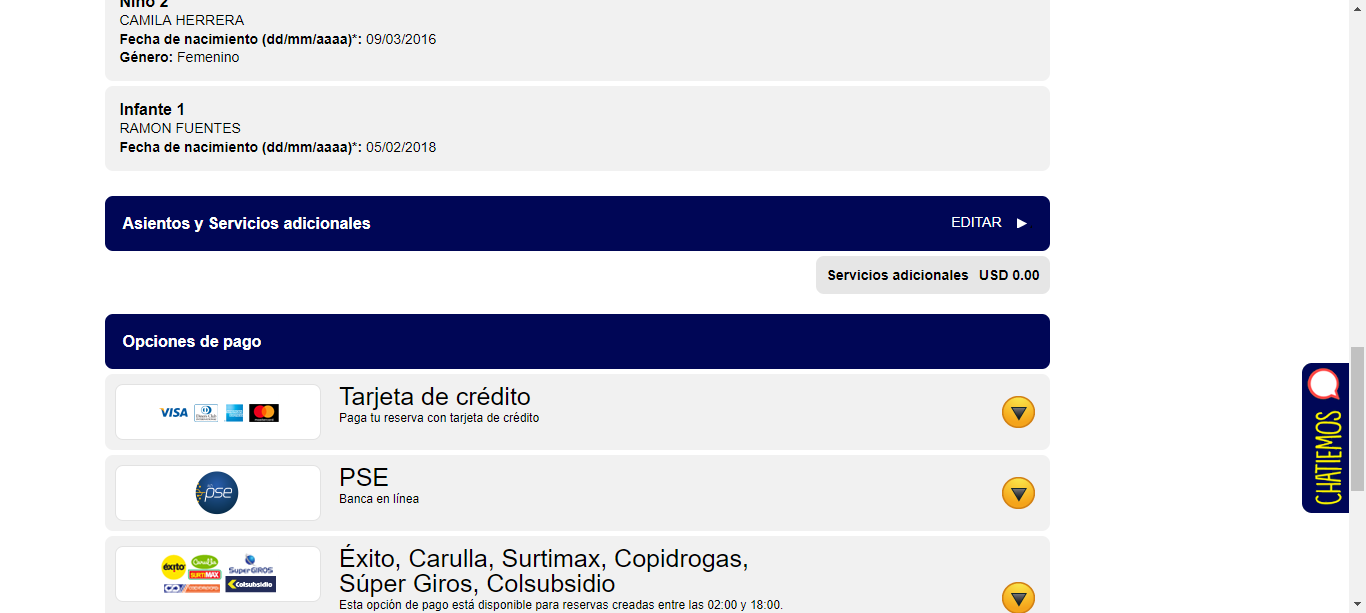 Niño 2
CAMILA HERRERA
Fecha de nacimiento (dd/mm/aaaa)*: 09/03/2016
Género: Femenino
Infante 1
RAMON FUENTES
Fecha de nacimiento (dd/mm/aaaa)*: 05/02/2018
Asientos y Servicios adicionales EDITAR
Servicios adicionales USD 0.00
Opciones de pago
VISA
Tarjeta de crédito
Paga tu reserva con tarjeta de crédito
pse
PSE
Banca en línea
éxito Carulla SURTIMAX SuperGIROS Colsubsidio
Éxito, Carulla, Surtimax, Copidrogas,
Súper Giros, Colsubsidio
Esta opción de pago está disponible para reservas creadas entre las 02:00 y 18:00.
CHATIEMOS